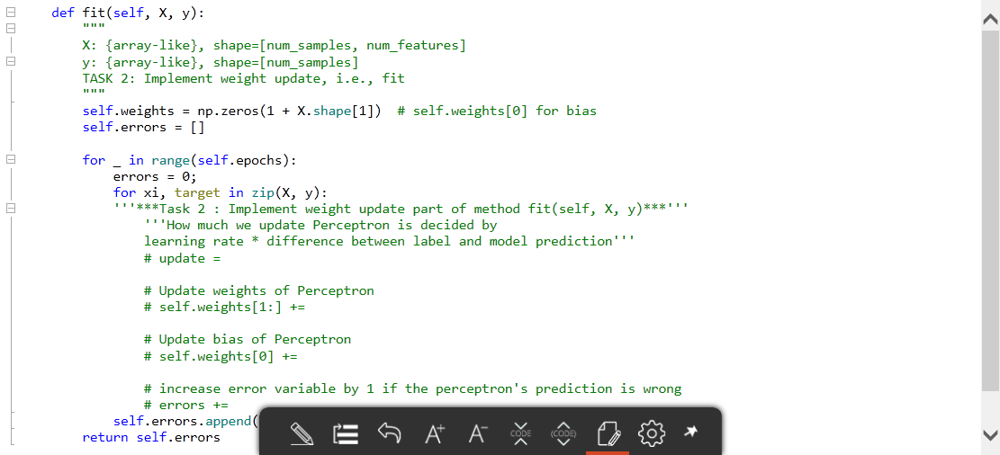 def fit(self, X, y):
"""
X: {array-like}, shape=[num_samples, num_features]
y: {array-like}, shape=[num_samples]
TASK 2: Implement weight update, i.e., fit
"""
self.weights = np.zeros(1 + X.shape[1])  # self.weights[0] for bias
self.errors = []
for _ in range(self.epochs):
errors = 0;
for xi, target in zip(X, y):
'''***Task 2 : Implement weight update part of method fit(self, X, y)***'''
'''How much we update Perceptron is decided by
learning rate * difference between label and model prediction'''
# update =
# Update weights of Perceptron
# self.weights[1:] +=
# Update bias of Perceptron
# self.weights[0] +=
# increase error variable by 1 if the perceptron's prediction is wrong
# errors +=
self.errors.append(
return self.errors
A+ A- CODE (CODE)